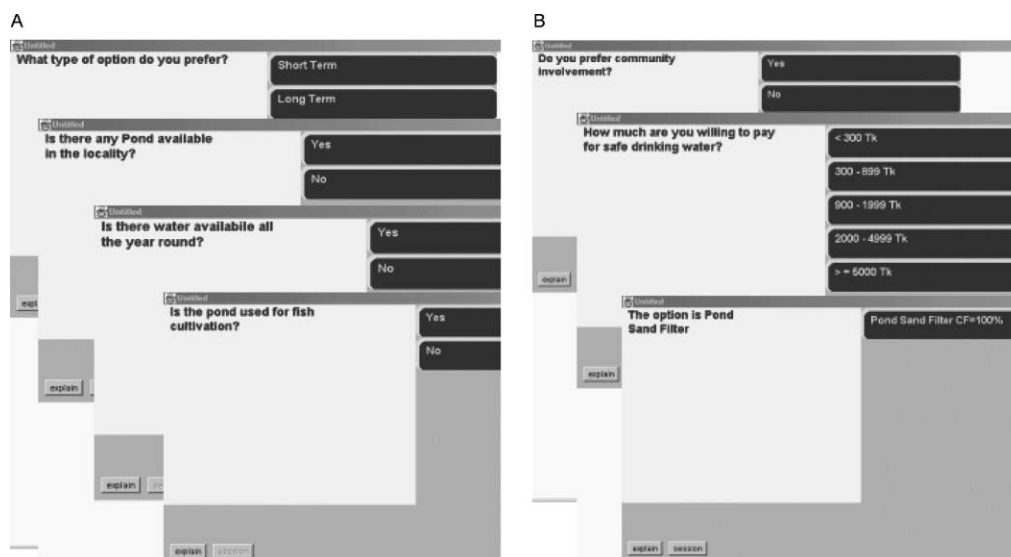 A
Untitled
What type of option do you prefer?
Short Term
Long Term
Untitled
Is there any Pond available
in the locality?
Yes
No
Untitled
Is there water availabile all
the year round?
Yes
No
Untitled
Is the pond used for fish
cultivation?
Yes
No
expl
explain
explain
explain
session
B
Untitled
Do you prefer community
involvement?
Yes
No
Untitled
How much are you willing to pay
for safe drinking water?
< 300 Tk
300 - 899 Tk
900 - 1999 Tk
2000 - 4999 Tk
> = 5000 Tk
explain
Untitled
The option is Pond
Sand Filter
Pond Sand Filter CF=100%
explain
explain
session